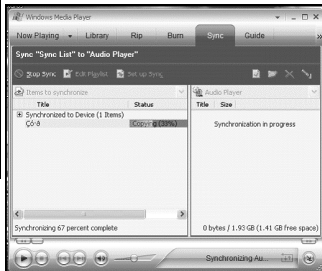 Windows Media Player
Now Playing Library Rip Burn Sync Guide
Sync "Sync List" to "Audio Player"
Stop Sync Edit Playlist Set up Sync
Items to synchronize
Audio Player
Title Status
Title Size
Synchronized to Device (1 Items)
Copying (33%)
Synchronization in progress
Synchronizing 67 percent complete
0 bytes / 1.93 GB (1.41 GB free space)
Synchronizing Au...